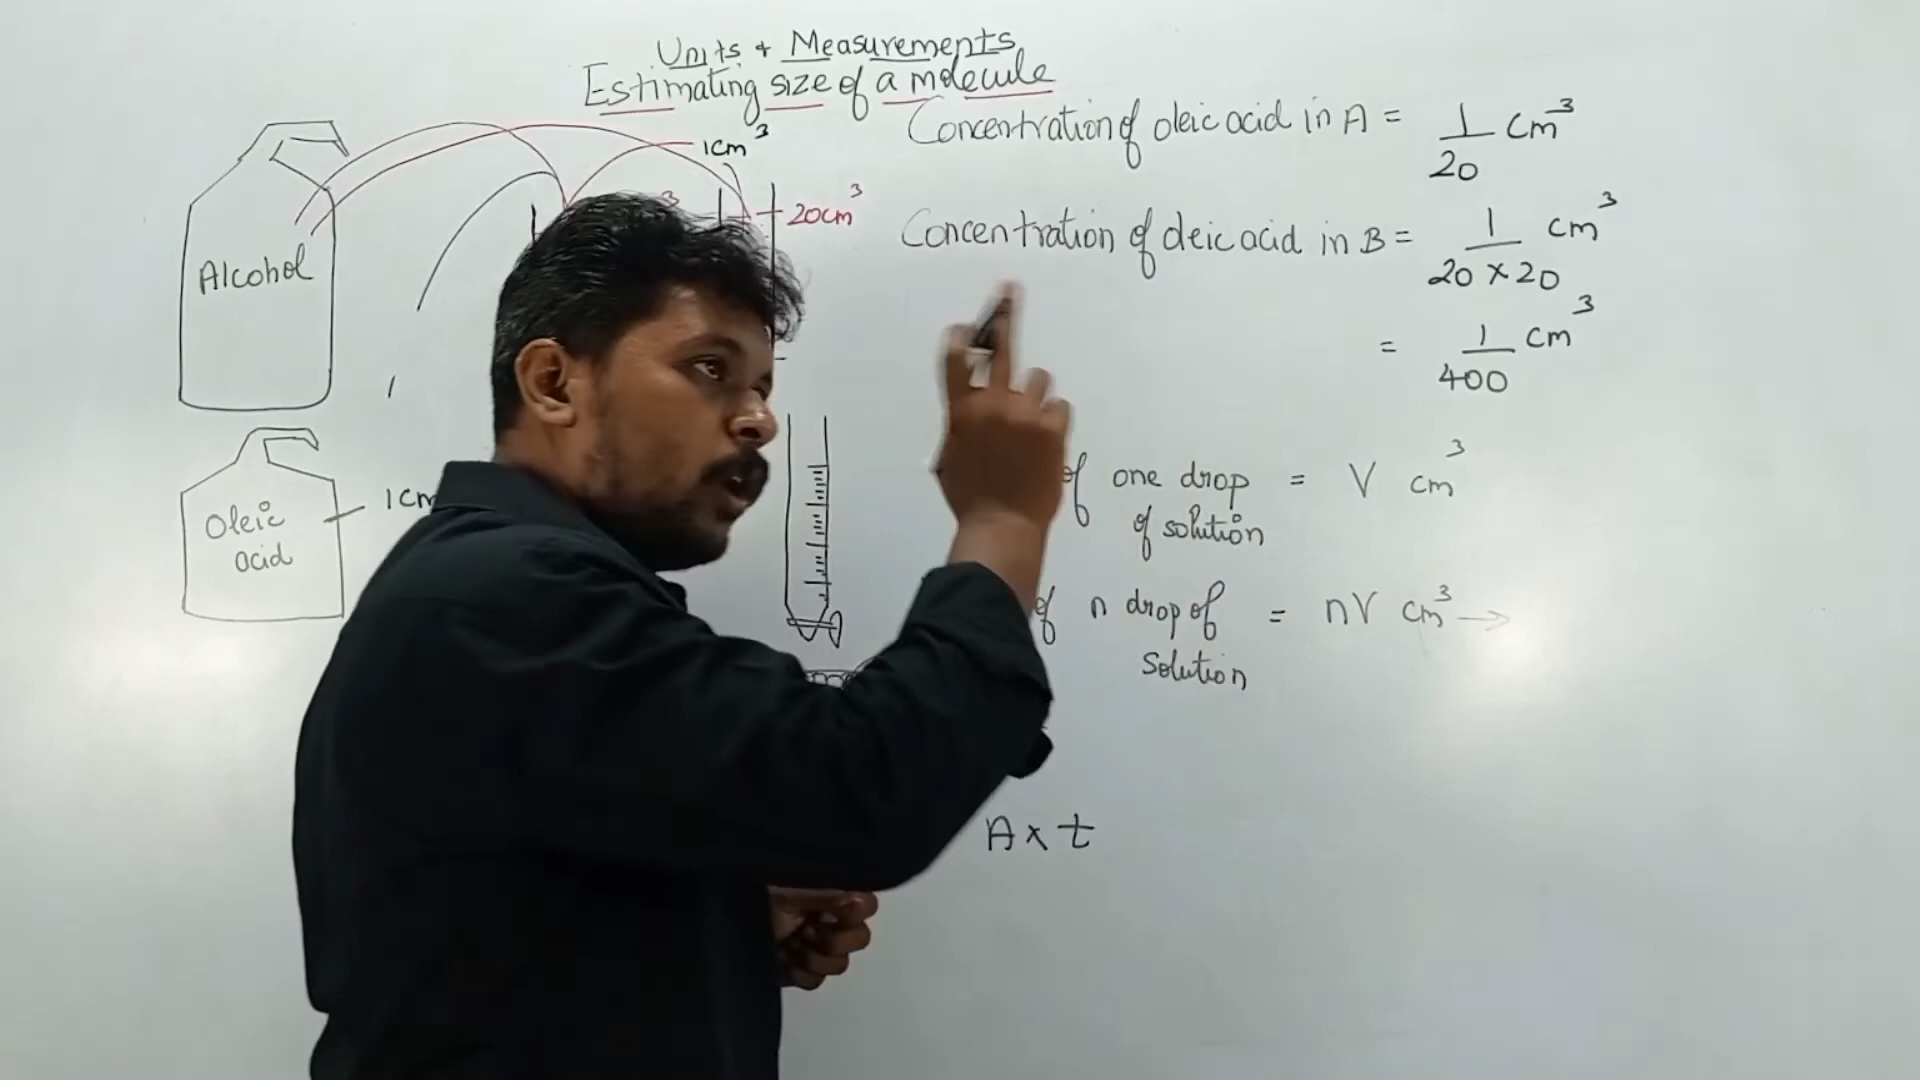 Units + Measurements
Estimating size of a molecule
Concentration of oleic acid in A = 1/20 cm³
Concentration of oleic acid in B = 1/20 × 20 cm³
= 1/400 cm³
of one drop = V cm³
of solution
of n drop of = nV cm³ →
Solution
A × t
1cm³
20cm³
Alcohol
Oleic
acid
1cm